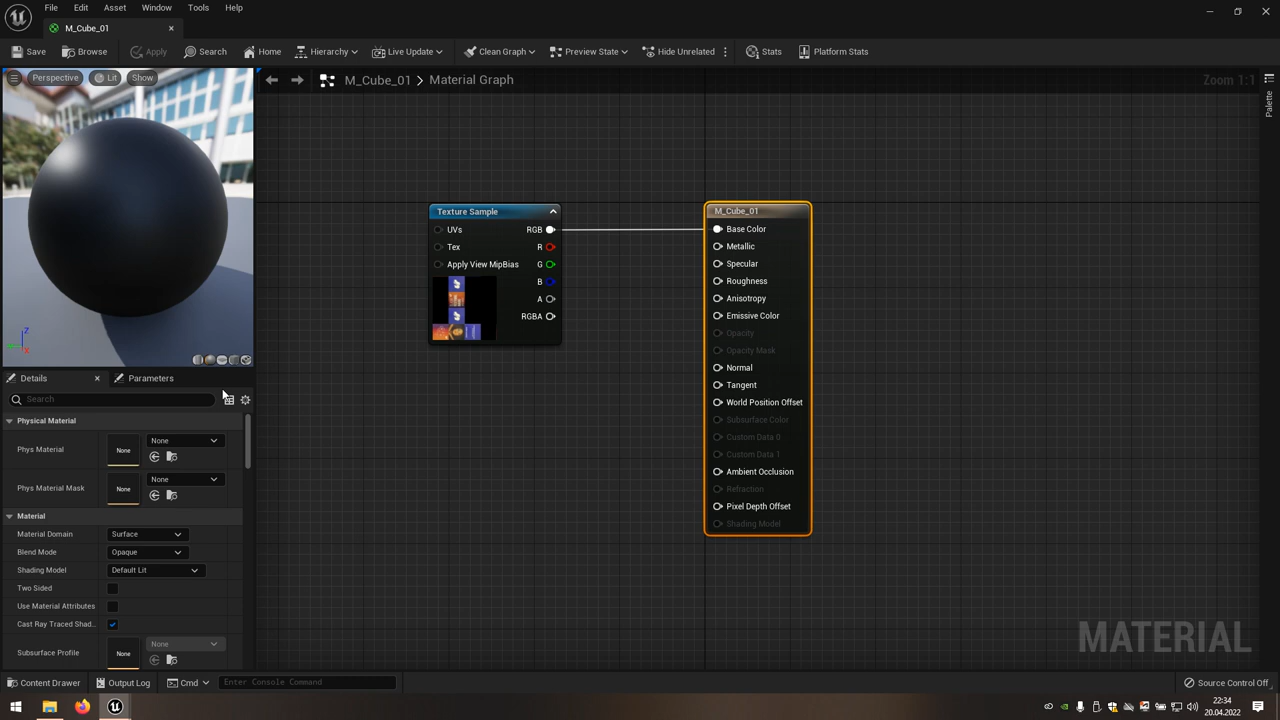 File Edit Asset Window Tools Help
M_Cube_01
Save Browse Apply Search Home Hierarchy Live Update Clean Graph Preview State Hide Unrelated Stats Platform Stats
Perspective Lit Show
M_Cube_01 > Material Graph
Zoom 1:1
Palette
Z
Texture Sample
UVs RGB
Tex R
Apply View MipBias G
B
A
RGBA
M_Cube_01
Base Color
Metallic
Specular
Roughness
Anisotropy
Emissive Color
Opacity
Opacity Mask
Normal
Tangent
World Position Offset
Subsurface Color
Custom Data 0
Custom Data 1
Ambient Occlusion
Refraction
Pixel Depth Offset
Shading Model
MATERIAL
Details Parameters
Search
Physical Material
Phys Material None None
Phys Material Mask None None
Material
Material Domain Surface
Blend Mode Opaque
Shading Model Default Lit
Two Sided
Use Material Attributes
Cast Ray Traced Shad...
Subsurface Profile None None
Content Drawer Output Log Cmd Enter Console Command Source Control Off
22:34
20.04.2022